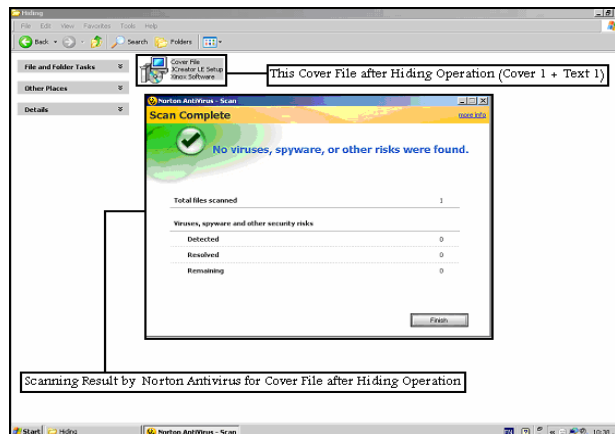 Hiding
File Edit View Favorites Tools Help
Back Search Folders
File and Folder Tasks
Other Places
Details
Cover File
JCreator LE Setup
Xinox Software
This Cover File after Hiding Operation (Cover 1 + Text 1)
Norton AntiVirus - Scan
Scan Complete
more info
No viruses, spyware, or other risks were found.
Total files scanned 1
Viruses, spyware and other security risks
Detected 0
Resolved 0
Remaining 0
Finish
Scanning Result by Norton Antivirus for Cover File after Hiding Operation
Start Hiding Norton AntiVirus - Scan